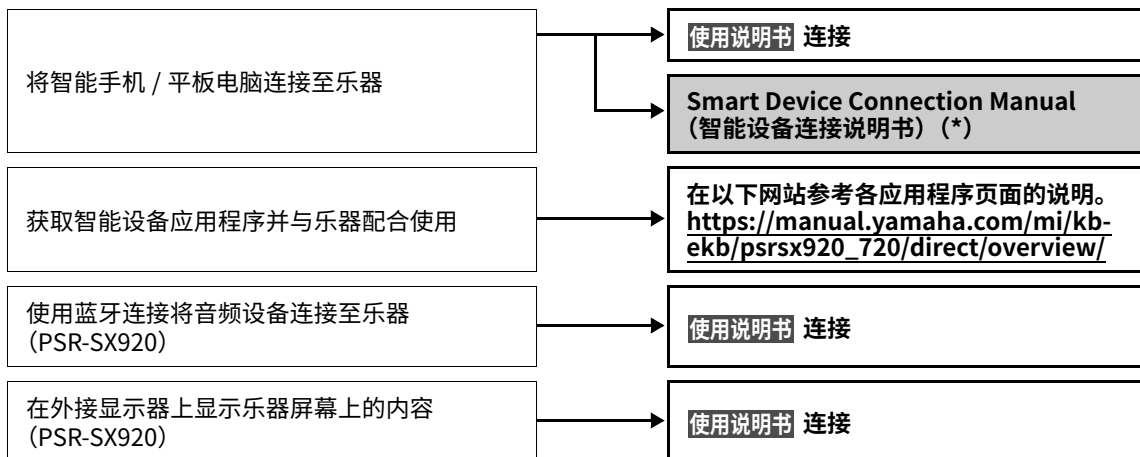 将智能手机 / 平板电脑连接至乐器
使用说明书 连接
Smart Device Connection Manual
（智能设备连接说明书）（*）
获取智能设备应用程序并与乐器配合使用
在以下网站参考各应用程序页面的说明。
https://manual.yamaha.com/mi/kb-
ekb/psrsx920_720/direct/overview/
使用蓝牙连接将音频设备连接至乐器
（PSR-SX920）
使用说明书 连接
在外接显示器上显示乐器屏幕上的内容
（PSR-SX920）
使用说明书 连接